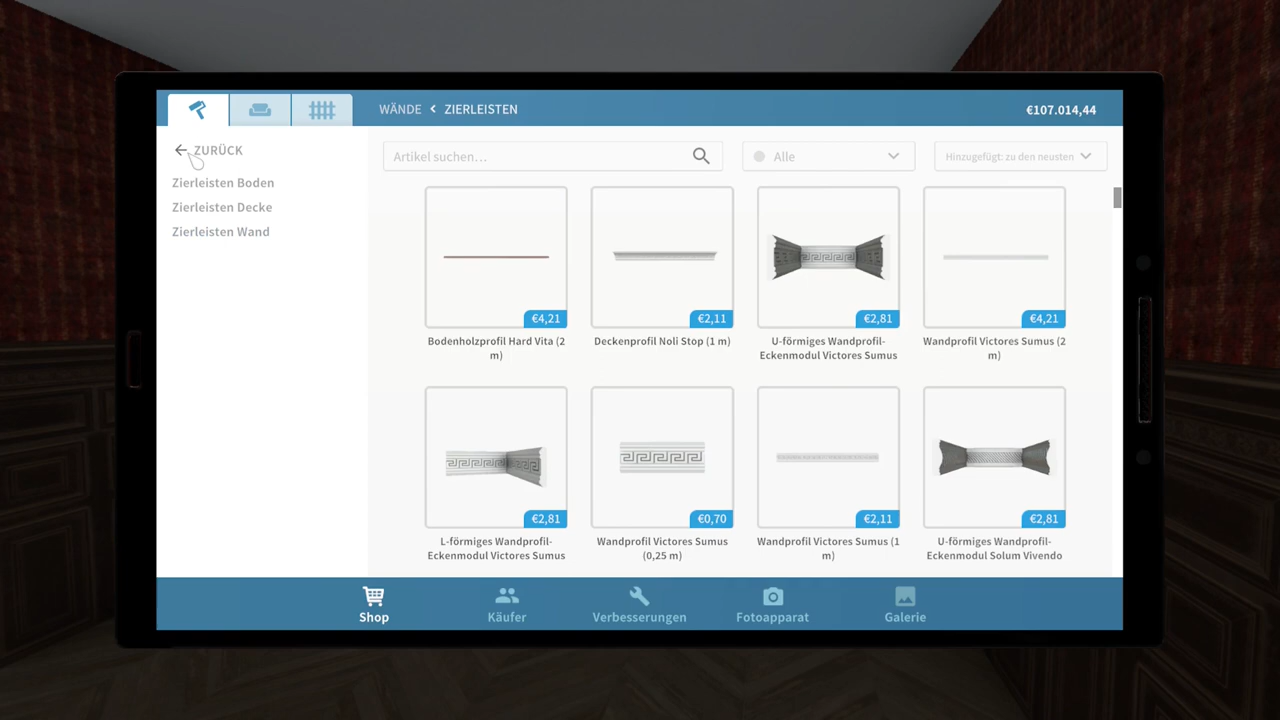 WÄNDE < ZIERLEISTEN
€107.014,44
ZURÜCK
Zierleisten Boden
Zierleisten Decke
Zierleisten Wand
Artikel suchen...
Alle
Hinzugefügt: zu den neusten
€4,21
€2,11
€2,81
€4,21
Bodenholzprofil Hard Vita (2
m)
Deckenprofil Noli Stop (1 m)
U-förmiges Wandprofil-
Eckenmodul Victores Sumus
Wandprofil Victores Sumus (2
m)
€2,81
€0,70
€2,11
€2,81
L-förmiges Wandprofil-
Eckenmodul Victores Sumus
Wandprofil Victores Sumus
(0,25 m)
Wandprofil Victores Sumus (1
m)
U-förmiges Wandprofil-
Eckenmodul Solum Vivendo
Shop
Käufer
Verbesserungen
Fotoapparat
Galerie